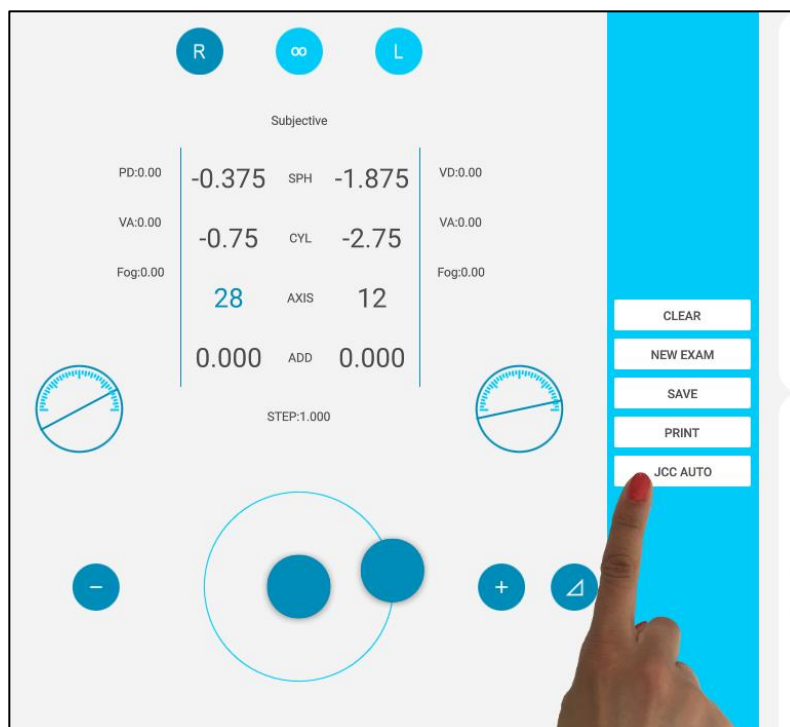 R ∞ L
Subjective
PD:0.00 -0.375 SPH -1.875 VD:0.00
VA:0.00 -0.75 CYL -2.75 VA:0.00
Fog:0.00 28 AXIS 12 Fog:0.00
0.000 ADD 0.000
STEP:1.000
− +
CLEAR
NEW EXAM
SAVE
PRINT
JCC AUTO